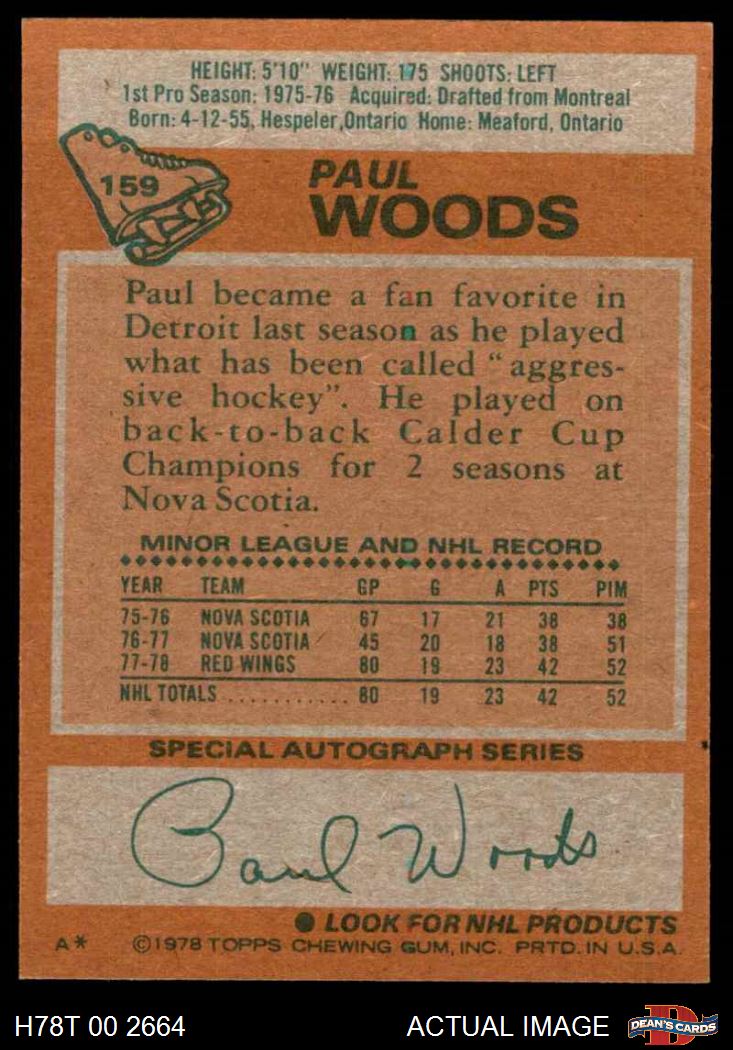 HEIGHT: 5'10" WEIGHT: 175 SHOOTS: LEFT
1st Pro Season: 1975-76 Acquired: Drafted from Montreal
Born: 4-12-55, Hespeler, Ontario Home: Meaford, Ontario
159
PAUL
WOODS
Paul became a fan favorite in
Detroit last season as he played
what has been called "aggres-
sive hockey". He played on
back-to-back Calder Cup
Champions for 2 seasons at
Nova Scotia.
MINOR LEAGUE AND NHL RECORD
YEAR TEAM GP G A PTS PIM
75-76 NOVA SCOTIA 67 17 21 38 38
76-77 NOVA SCOTIA 45 20 18 38 51
77-78 RED WINGS 80 19 23 42 52
NHL TOTALS ............ 80 19 23 42 52
SPECIAL AUTOGRAPH SERIES
Paul Woods
● LOOK FOR NHL PRODUCTS
A* ©1978 TOPPS CHEWING GUM, INC. PRTD. IN U.S.A.
H78T 00 2664 ACTUAL IMAGE DEAN'S CARDS